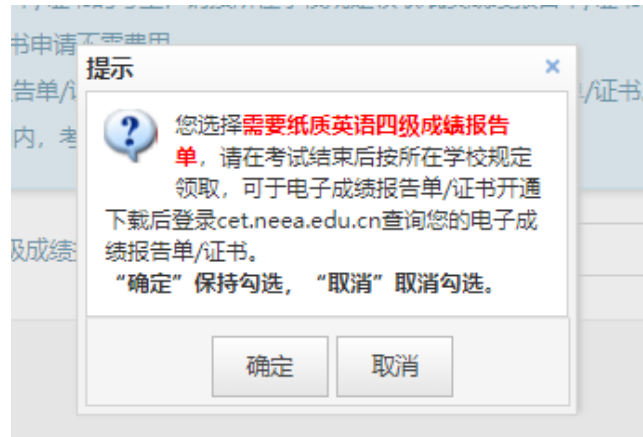 书申请不需费用
告单/
/证书
内，考
提示
×
您选择需要纸质英语四级成绩报告
单，请在考试结束后按所在学校规定
领取，可于电子成绩报告单/证书开通
下载后登录cet.neea.edu.cn查询您的电子成
绩报告单/证书。
“确定”保持勾选，“取消”取消勾选。
级成绩
确定
取消